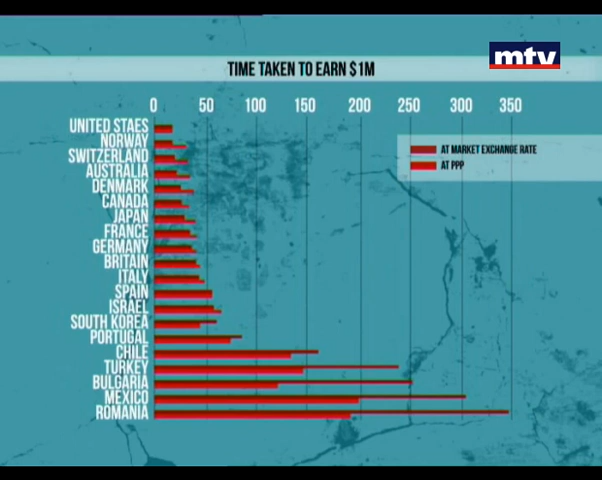 mtv
TIME TAKEN TO EARN $1M
0 50 100 150 200 250 300 350
UNITED STAES
NORWAY
SWITZERLAND
AUSTRALIA
DENMARK
CANADA
JAPAN
FRANCE
GERMANY
BRITAIN
ITALY
SPAIN
ISRAEL
SOUTH KOREA
PORTUGAL
CHILE
TURKEY
BULGARIA
MEXICO
ROMANIA
AT MARKET EXCHANGE RATE
AT PPP